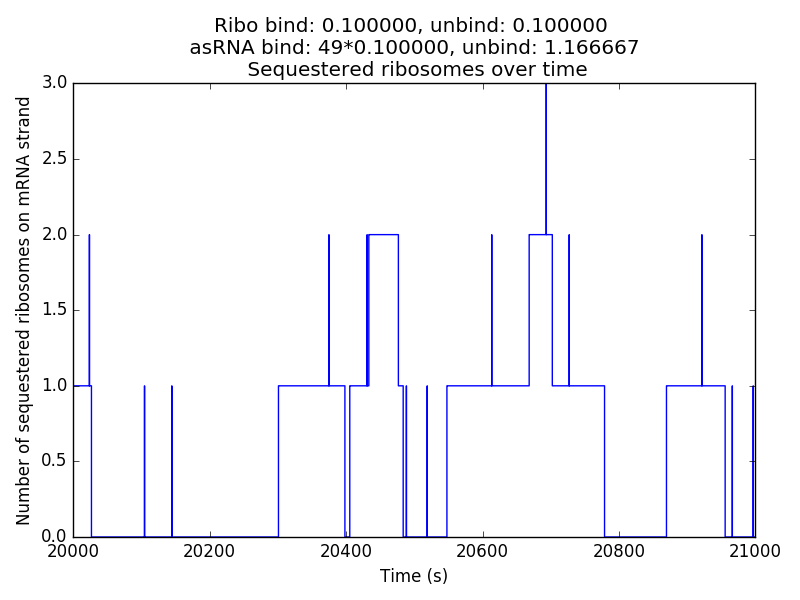 Ribo bind: 0.100000, unbind: 0.100000
asRNA bind: 49*0.100000, unbind: 1.166667
Sequestered ribosomes over time
Number of sequestered ribosomes on mRNA strand
3.0
2.5
2.0
1.5
1.0
0.5
0.0
20000 20200 20400 20600 20800 21000
Time (s)